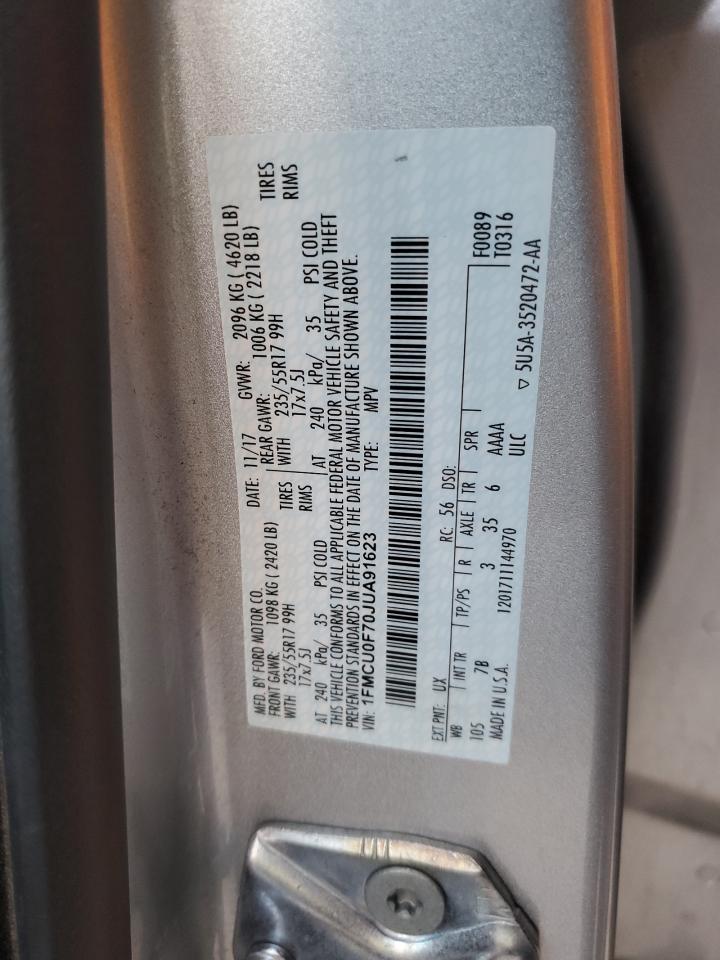 MFD. BY FORD MOTOR CO.
DATE: 11/17 GVWR: 2096 KG ( 4620 LB)
FRONT GAWR: 1098 KG ( 2420 LB) REAR GAWR: 1006 KG ( 2218 LB)
WITH 235/55R17 99H TIRES WITH 235/55R17 99H TIRES
17x7.5J RIMS 17x7.5J RIMS
AT 240 kPa/ 35 PSI COLD AT 240 kPa/ 35 PSI COLD
THIS VEHICLE CONFORMS TO ALL APPLICABLE FEDERAL MOTOR VEHICLE SAFETY AND THEFT
PREVENTION STANDARDS IN EFFECT ON THE DATE OF MANUFACTURE SHOWN ABOVE.
VIN: 1FMCU0F70JUA91623 TYPE: MPV
EXT PNT: UX RC: 56 DSO: F0089
WB INT TR TP/PS R AXLE TR SPR T0316
105 7B 3 35 6 AAAA
MADE IN U.S.A. 1201711144970 ULC ▽ 5U5A-3520472-AA